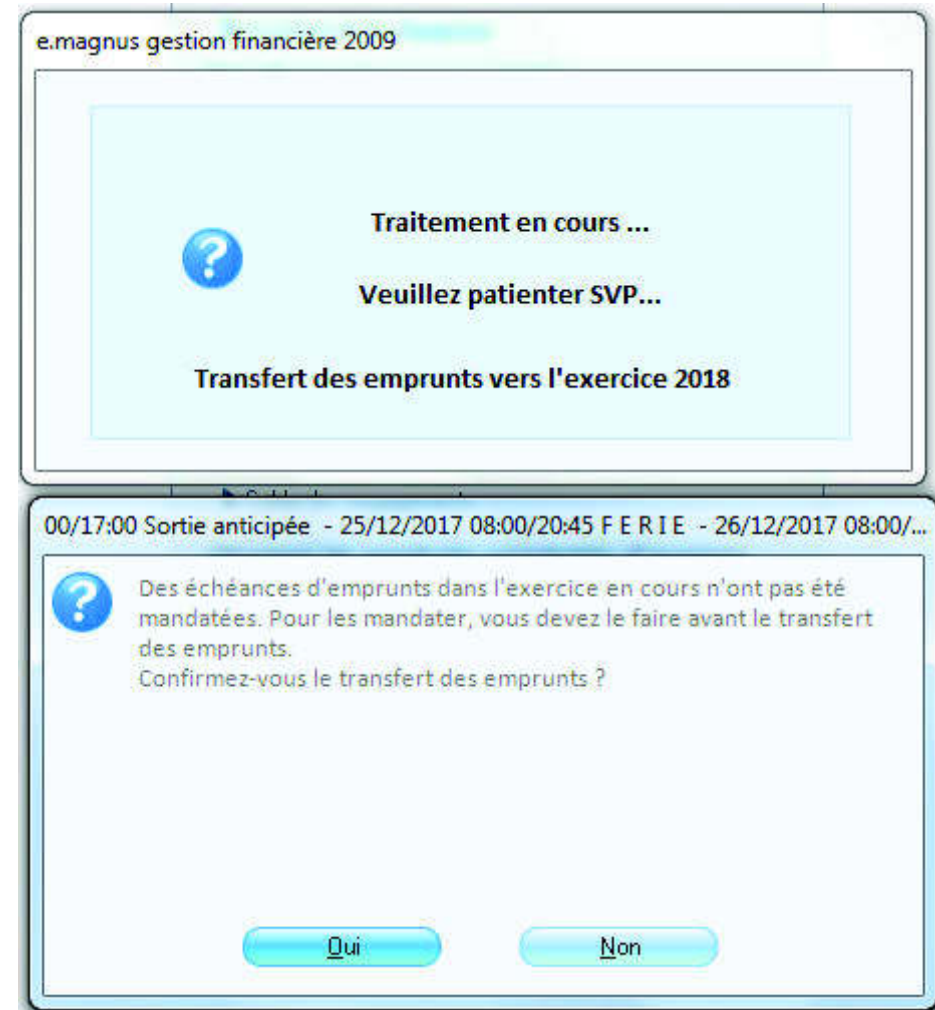 e.magnus gestion financière 2009
Traitement en cours ...
Veuillez patienter SVP...
Transfert des emprunts vers l'exercice 2018
00/17:00 Sortie anticipée - 25/12/2017 08:00/20:45 F E R I E - 26/12/2017 08:00/...
Des échéances d'emprunts dans l'exercice en cours n'ont pas été
mandatées. Pour les mandater, vous devez le faire avant le transfert
des emprunts.
Confirmez-vous le transfert des emprunts ?
Oui
Non